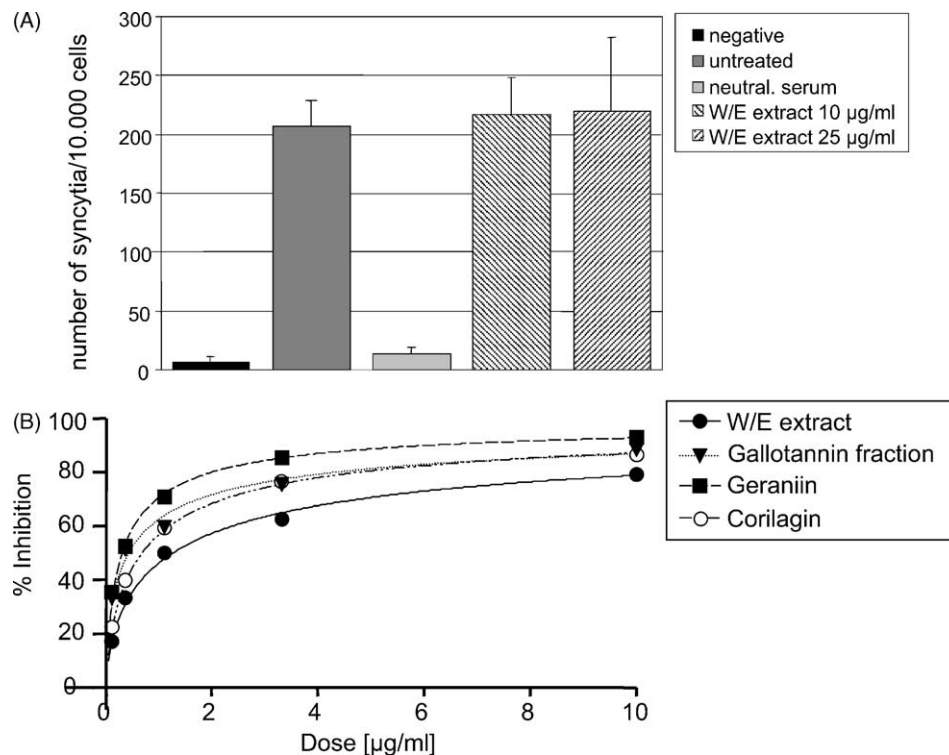 (A)
number of syncytia/10.000 cells
300
250
200
150
100
50
0
negative
untreated
neutral. serum
W/E extract 10 µg/ml
W/E extract 25 µg/ml
(B)
% Inhibition
100
80
60
40
20
0
0 2 4 6 8 10
Dose [µg/ml]
W/E extract
Gallotannin fraction
Geraniin
Corilagin